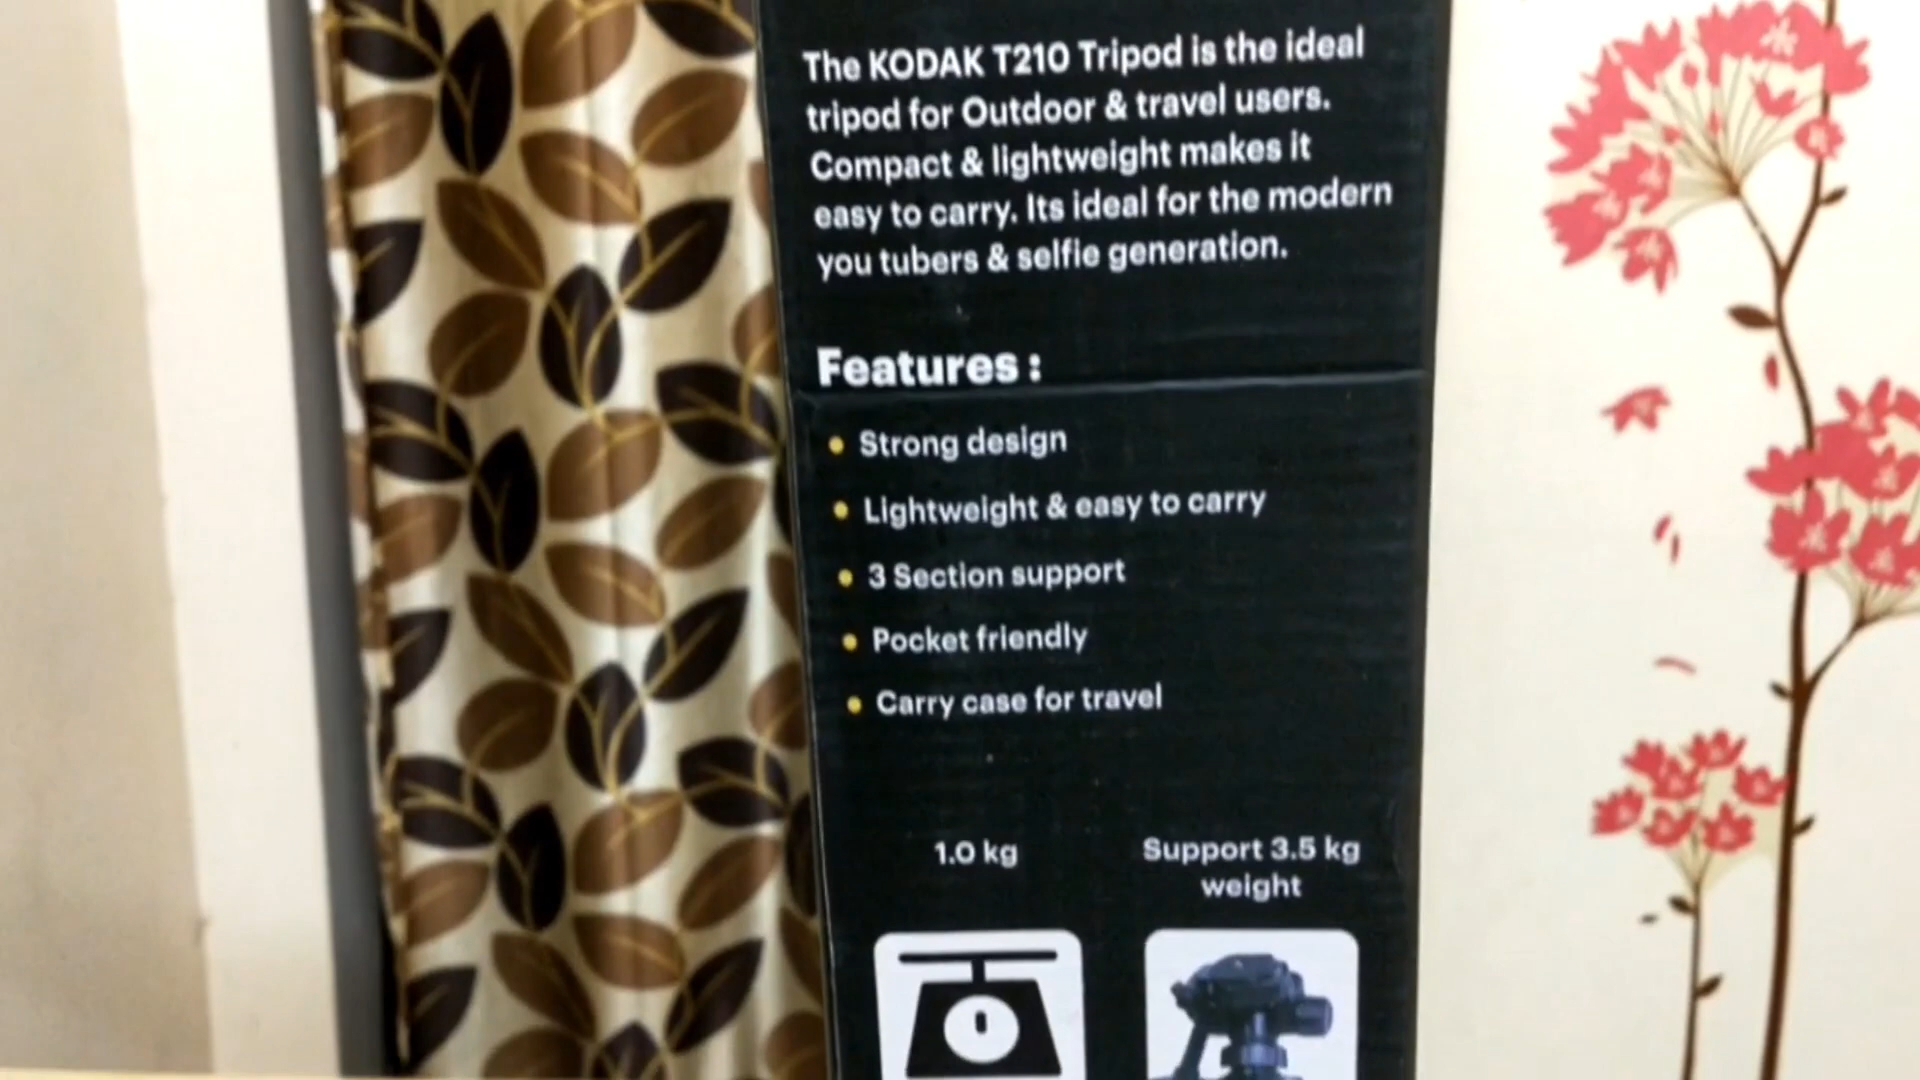 The KODAK T210 Tripod is the ideal
tripod for Outdoor & travel users.
Compact & lightweight makes it
easy to carry. Its ideal for the modern
you tubers & selfie generation.
Features :
• Strong design
• Lightweight & easy to carry
• 3 Section support
• Pocket friendly
• Carry case for travel
1.0 kg
Support 3.5 kg
weight